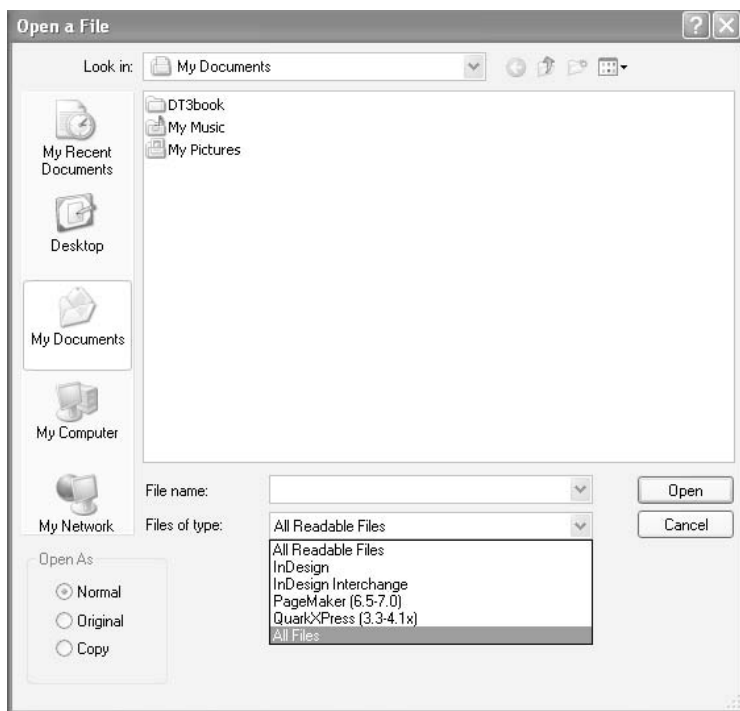 Open a File
Look in:
My Documents
DT3book
My Music
My Pictures
My Recent
Documents
Desktop
My Documents
My Computer
My Network
File name:
Open
Files of type:
All Readable Files
Cancel
All Readable Files
InDesign
InDesign Interchange
PageMaker (6.5-7.0)
QuarkXPress (3.3-4.1x)
All Files
Open As
Normal
Original
Copy